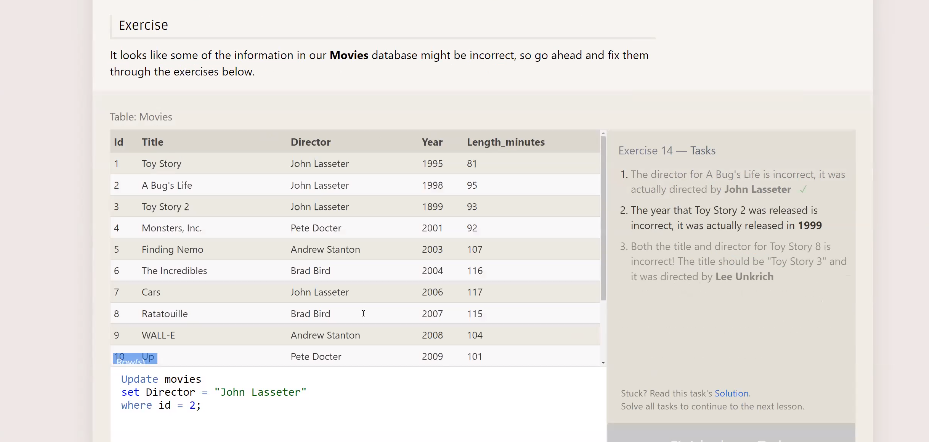 Exercise
It looks like some of the information in our Movies database might be incorrect, so go ahead and fix them
through the exercises below.
Table: Movies
Id Title Director Year Length_minutes
1 Toy Story John Lasseter 1995 81
2 A Bug's Life John Lasseter 1998 95
3 Toy Story 2 John Lasseter 1899 93
4 Monsters, Inc. Pete Docter 2001 92
5 Finding Nemo Andrew Stanton 2003 107
6 The Incredibles Brad Bird 2004 116
7 Cars John Lasseter 2006 117
8 Ratatouille Brad Bird 2007 115
9 WALL-E Andrew Stanton 2008 104
10 Up Pete Docter 2009 101
Update movies
set Director = "John Lasseter"
where id = 2;
Exercise 14 — Tasks
1. The director for A Bug's Life is incorrect, it was
actually directed by John Lasseter ✓
2. The year that Toy Story 2 was released is
incorrect, it was actually released in 1999
3. Both the title and director for Toy Story 8 is
incorrect! The title should be "Toy Story 3" and
it was directed by Lee Unkrich
Stuck? Read this task's Solution.
Solve all tasks to continue to the next lesson.